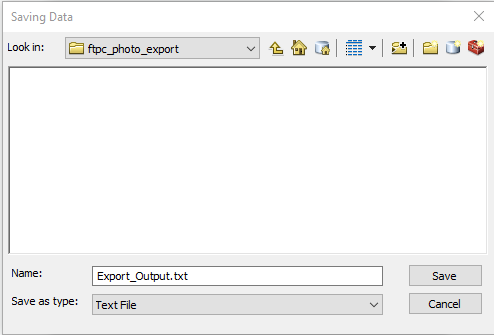 Saving Data
Look in: ftpc_photo_export
Name: Export_Output.txt Save
Save as type: Text File Cancel